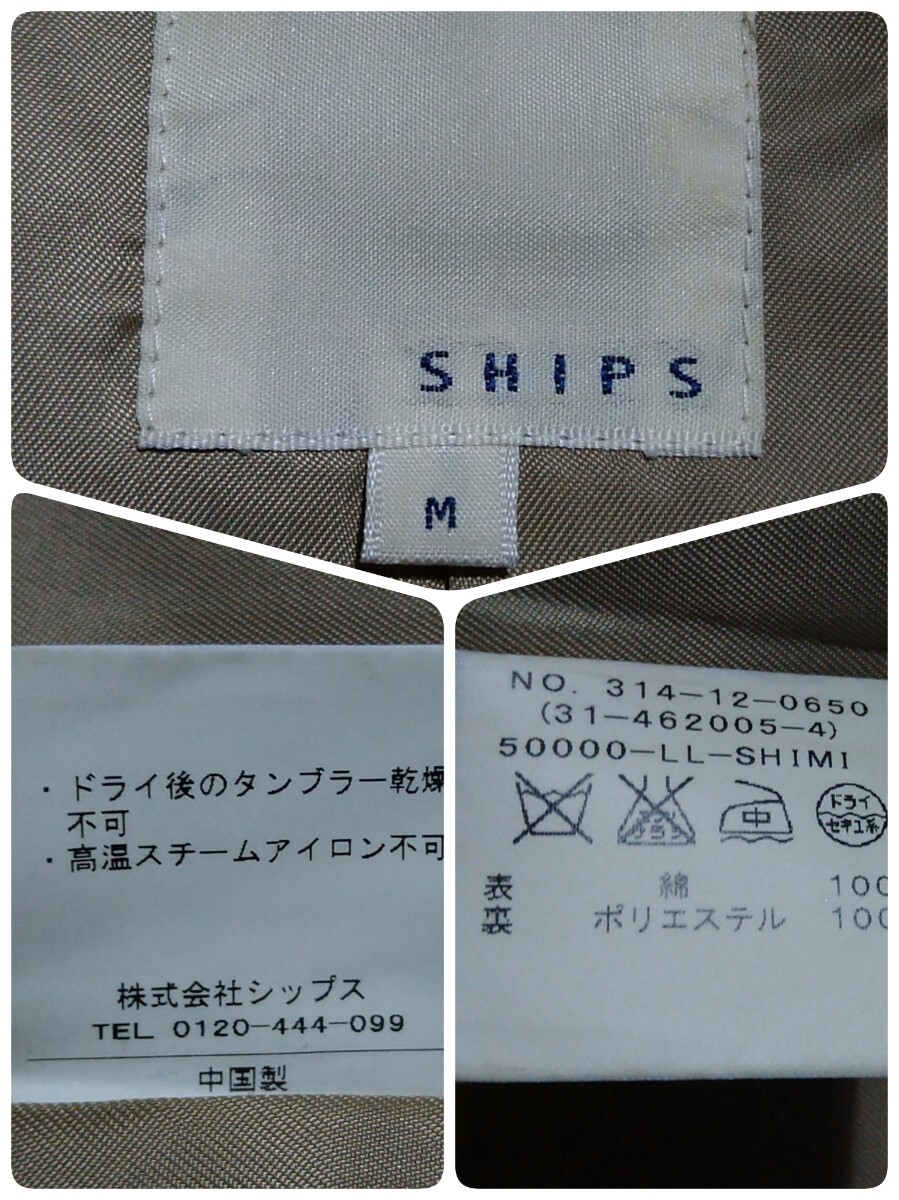 SHIPS
M
・ドライ後のタンブラー乾燥
不可
・高温スチームアイロン不可
株式会社シップス
TEL 0120-444-099
中国製
NO. 314-12-0650
(31-462005-4)
50000-LL-SHIMI
中 ドライ
セキユ系
表 綿 100
裏 ポリエステル 100